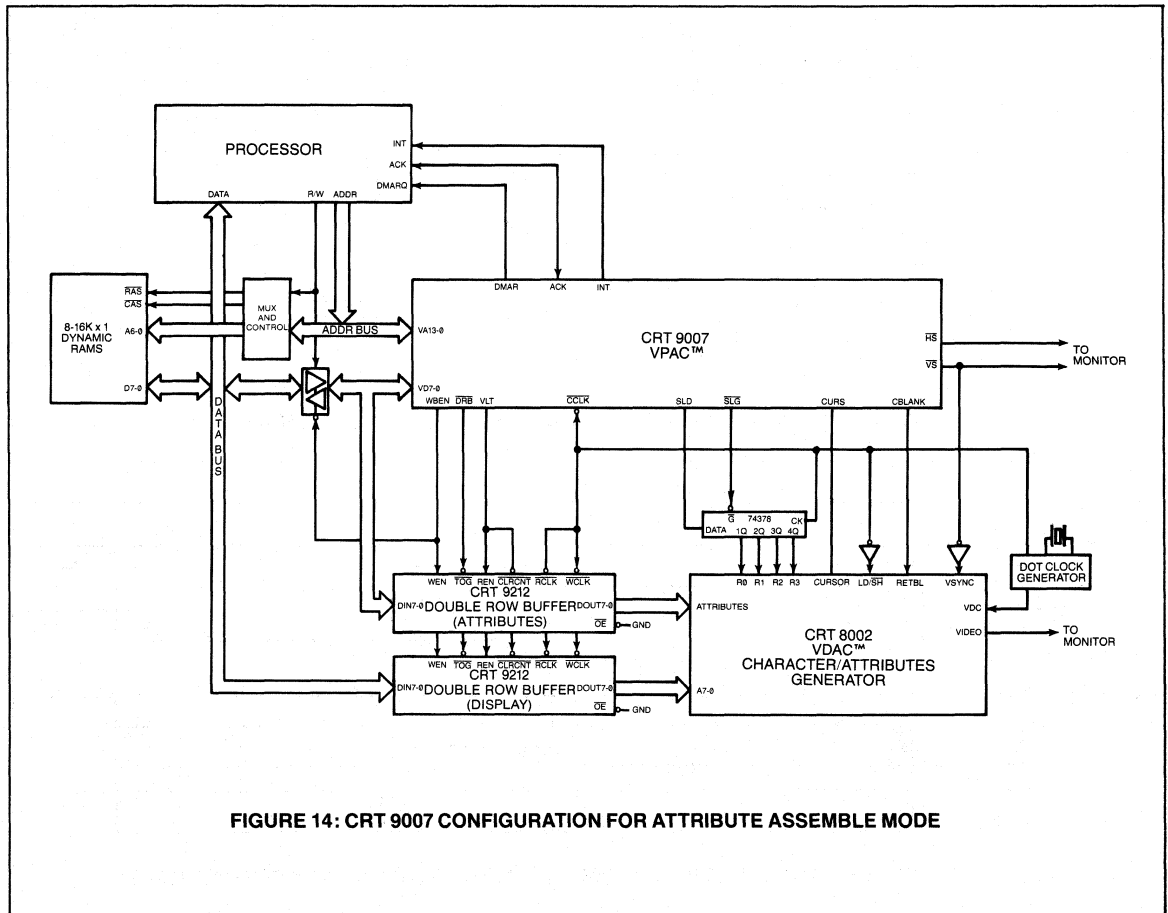 PROCESSOR
INT
ACK
DMARQ
DATA
R/W
ADDR
RAS
CAS
A6-0
D7-0
8-16K x 1
DYNAMIC
RAMS
MUX
AND
CONTROL
ADDR BUS
DATA BUS
DMAR
ACK
INT
VA13-0
VD7-0
CRT 9007
VPAC™
HS
VS
TO
MONITOR
WBEN
DRB
VLT
CCLK
SLD
SLG
CURS
CBLANK
G
74378
CK
DATA
1Q
2Q
3Q
4Q
DOT CLOCK
GENERATOR
WEN
TOG
REN
CLRCNT
RCLK
WCLK
CRT 9212
DIN7-0
DOUBLE ROW BUFFER
DOUT7-0
(ATTRIBUTES)
OE
GND
WEN
TOG
REN
CLRCNT
RCLK
WCLK
CRT 9212
DIN7-0
DOUBLE ROW BUFFER
DOUT7-0
(DISPLAY)
OE
GND
R0
R1
R2
R3
CURSOR
LD/SH
RETBL
VSYNC
ATTRIBUTES
VDC
VIDEO
TO
MONITOR
CRT 8002
VDAC™
CHARACTER/ATTRIBUTES
GENERATOR
A7-0
FIGURE 14: CRT 9007 CONFIGURATION FOR ATTRIBUTE ASSEMBLE MODE